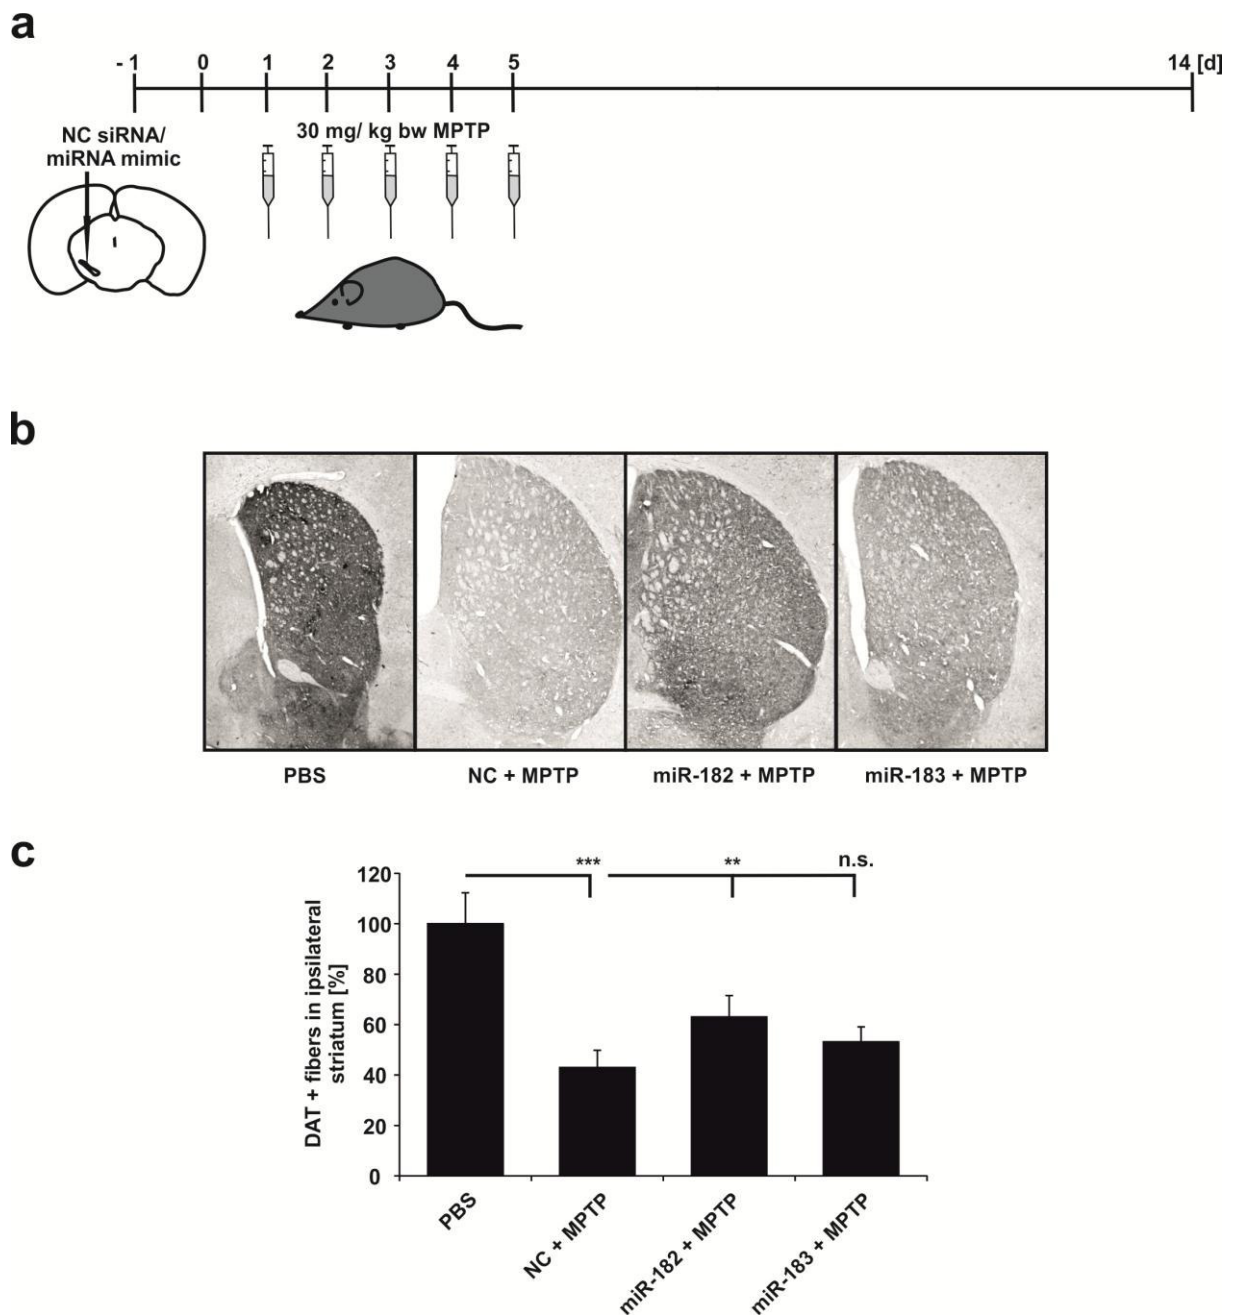 a
- 1 0 1 2 3 4 5 14 [d]
NC siRNA/
miRNA mimic
30 mg/ kg bw MPTP
b
PBS NC + MPTP miR-182 + MPTP miR-183 + MPTP
c
*** ** n.s.
120
100
80
60
40
20
0
DAT + fibers in ipsilateral
striatum [%]
PBS
NC + MPTP
miR-182 + MPTP
miR-183 + MPTP